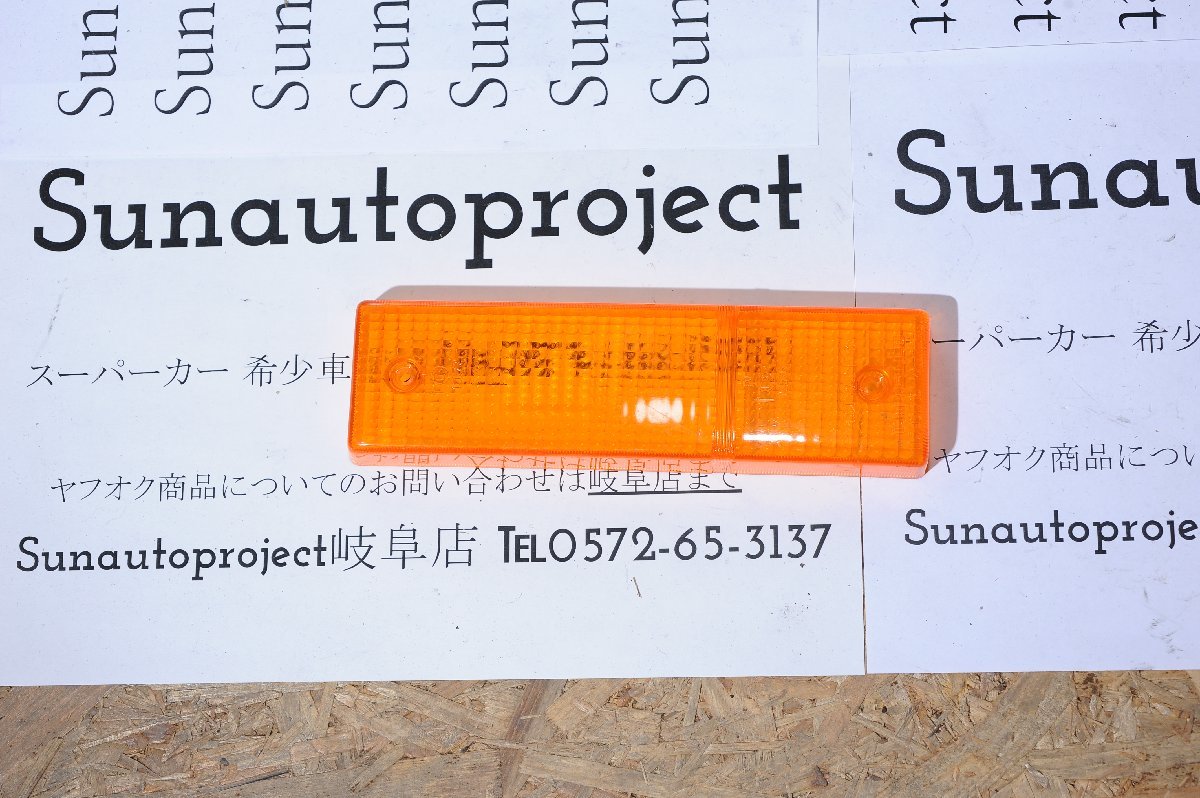 Sun Sun Sun Sun Sun Sun Sun
ct ct ct
Sunautoproject
スーパーカー 希少車
ヤフオク商品についてのお問い合わせは岐阜店まで
Sunautoproject岐阜店 TEL0572-65-3137
Sunau
ーパーカー 希少
ヤフオク商品につい
Sunautoproje